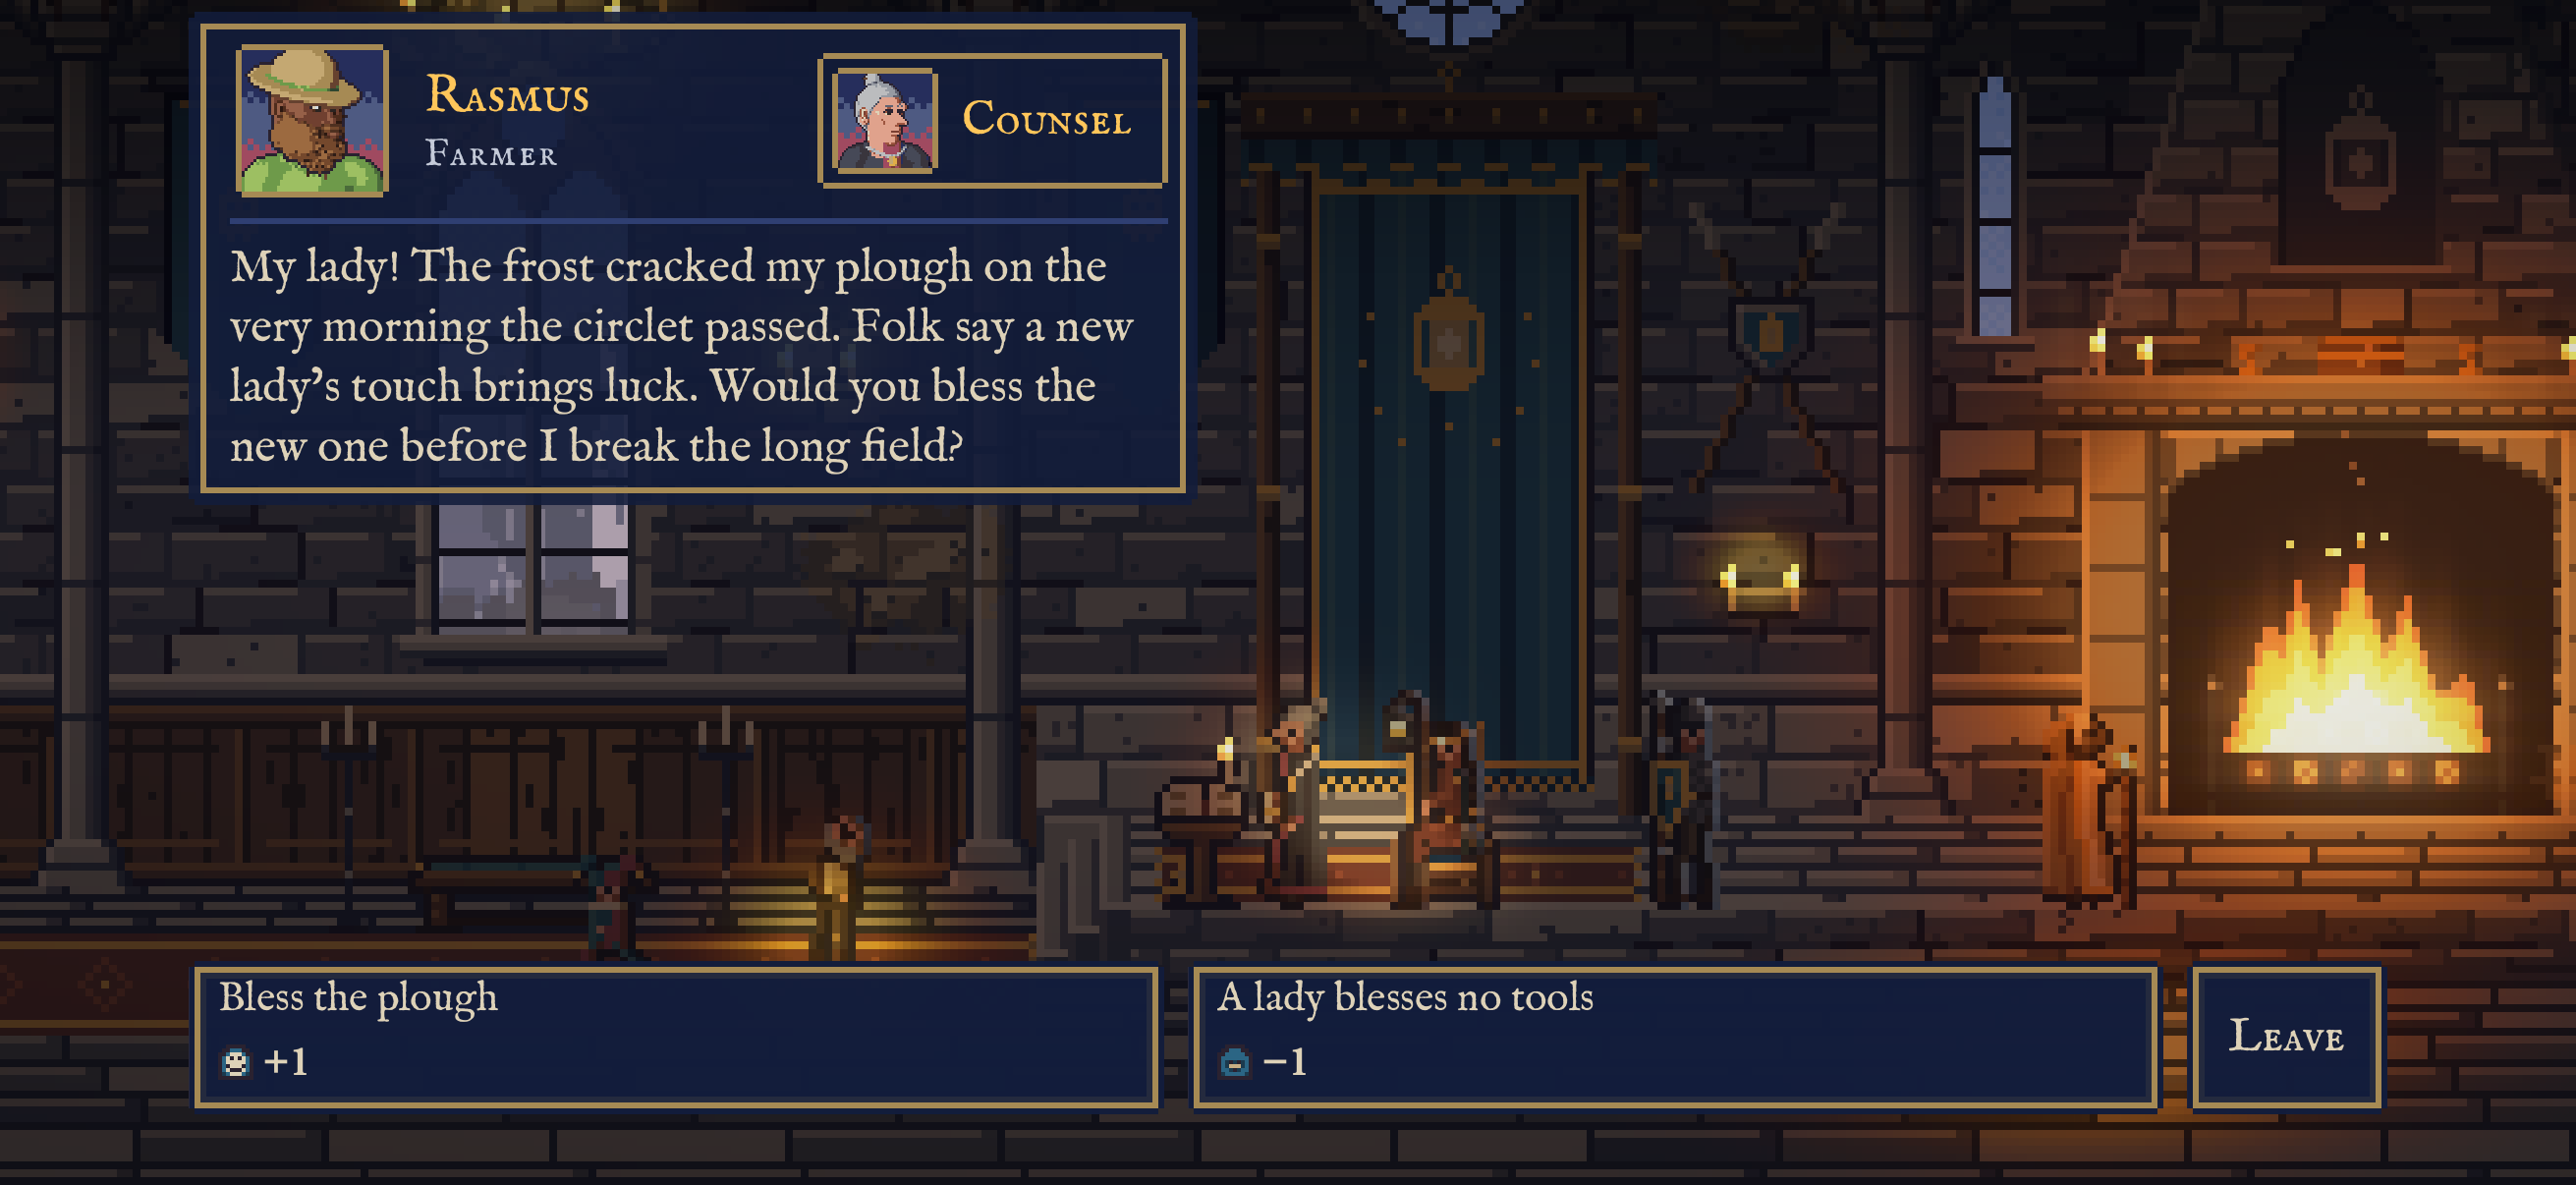 Rasmus
Farmer
Counsel
My lady! The frost cracked my plough on the
very morning the circlet passed. Folk say a new
lady’s touch brings luck. Would you bless the
new one before I break the long field?
Bless the plough
+1
A lady blesses no tools
−1
Leave